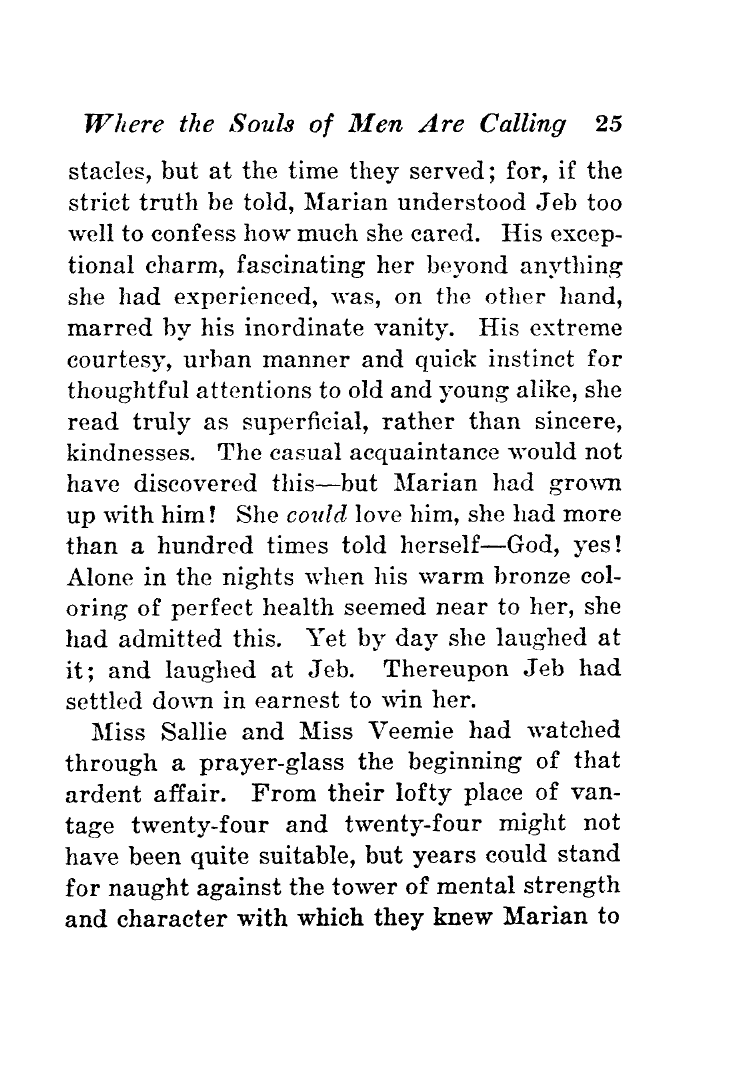 Where the Souls of Men Are Calling 25
stacles, but at the time they served; for, if the
strict truth be told, Marian understood Jeb too
well to confess how much she cared. His excep-
tional charm, fascinating her beyond anything
she had experienced, was, on the other hand,
marred by his inordinate vanity. His extreme
courtesy, urban manner and quick instinct for
thoughtful attentions to old and young alike, she
read truly as superficial, rather than sincere,
kindnesses. The casual acquaintance would not
have discovered this—but Marian had grown
up with him! She could love him, she had more
than a hundred times told herself—God, yes!
Alone in the nights when his warm bronze col-
oring of perfect health seemed near to her, she
had admitted this. Yet by day she laughed at
it; and laughed at Jeb. Thereupon Jeb had
settled down in earnest to win her.
Miss Sallie and Miss Veemie had watched
through a prayer-glass the beginning of that
ardent affair. From their lofty place of van-
tage twenty-four and twenty-four might not
have been quite suitable, but years could stand
for naught against the tower of mental strength
and character with which they knew Marian to